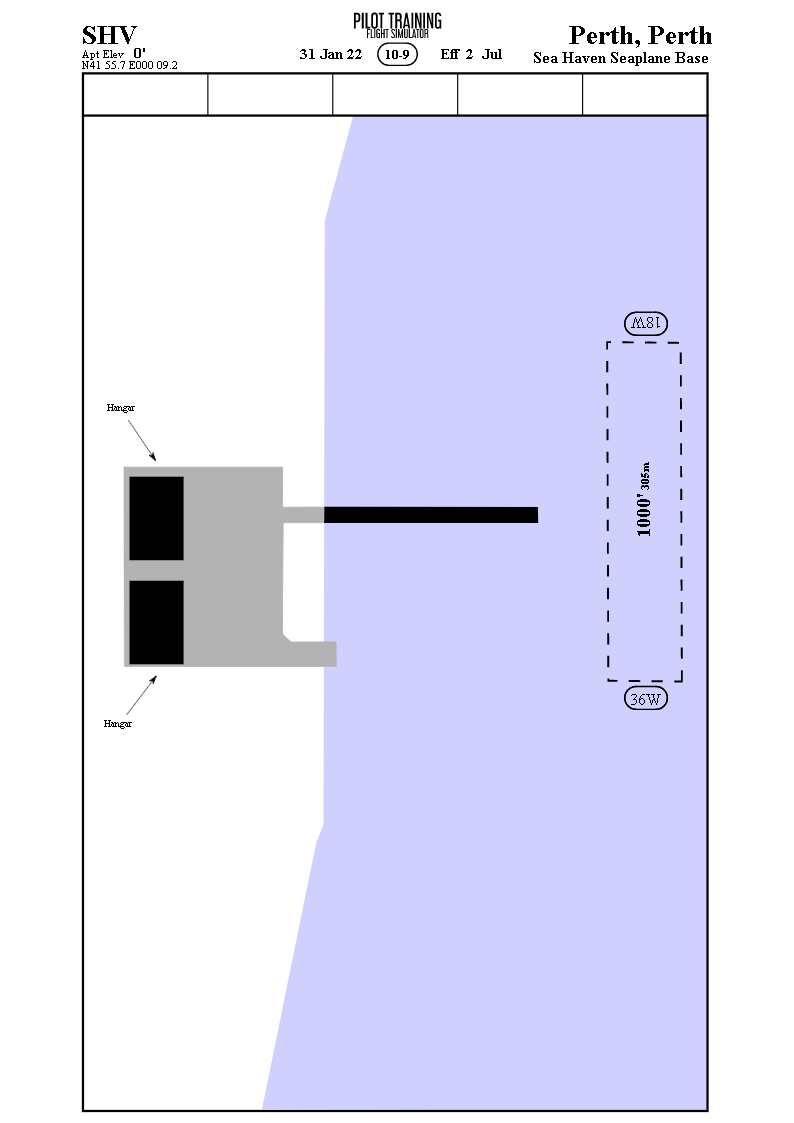 PILOT TRAINING
FLIGHT SIMULATOR
SHV
Perth, Perth
Apt Elev 0'
31 Jan 22 10-9 Eff 2 Jul
Sea Haven Seaplane Base
N41 55.7 E000 09.2
18W
Hangar
1000' 305m
36W
Hangar